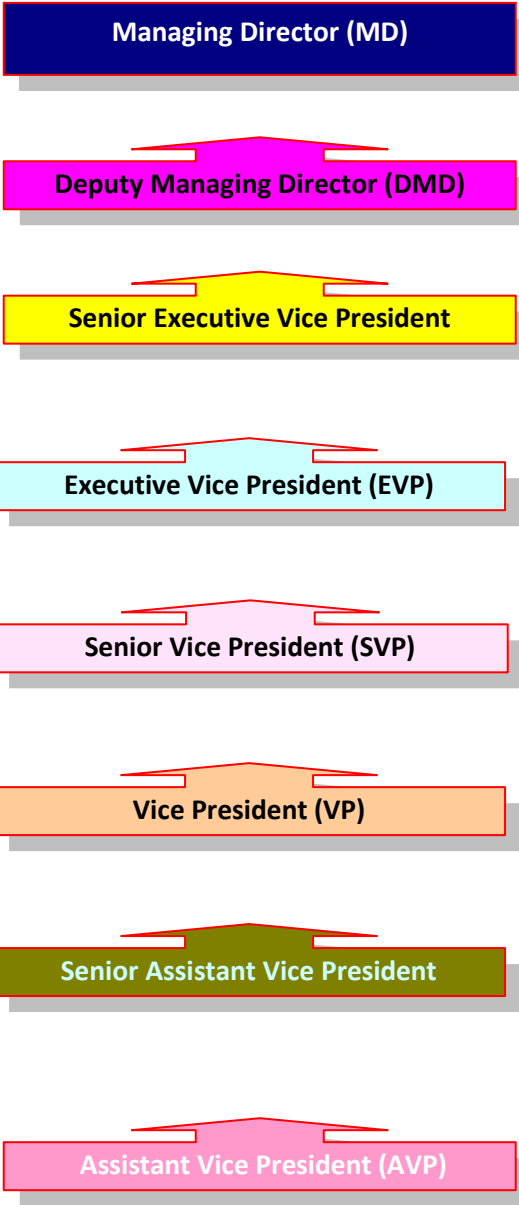 Managing Director (MD)
Deputy Managing Director (DMD)
Senior Executive Vice President
Executive Vice President (EVP)
Senior Vice President (SVP)
Vice President (VP)
Senior Assistant Vice President
Assistant Vice President (AVP)